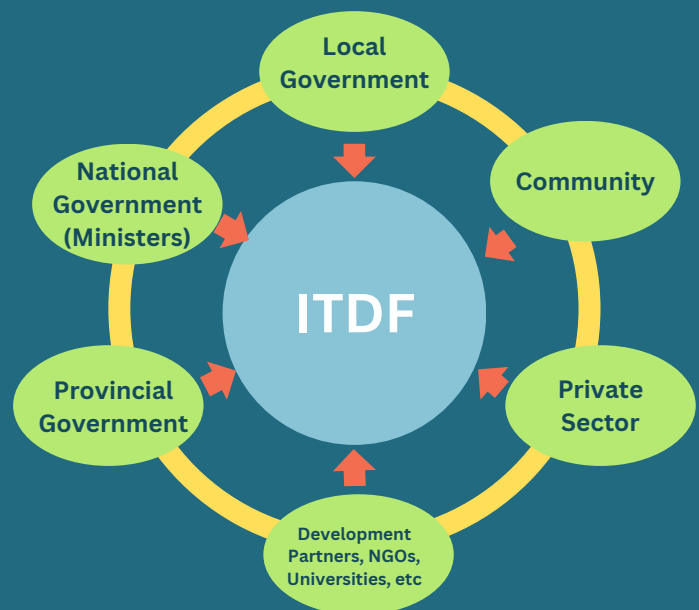 Local
Government
Community
National
Government
(Ministers)
ITDF
Provincial
Government
Private
Sector
Development
Partners, NGOs,
Universities, etc